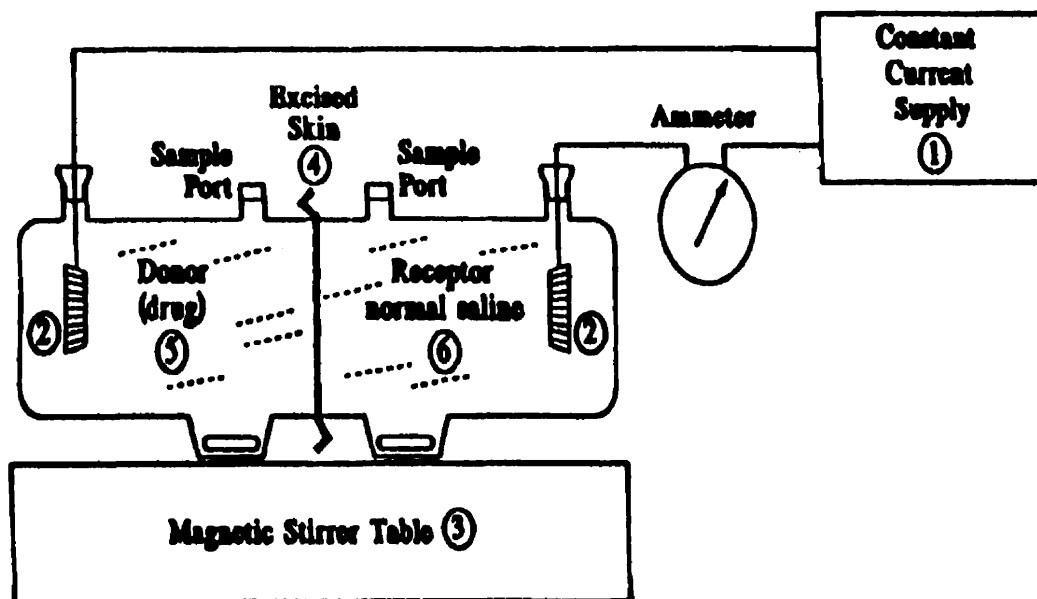 Constant
Current
Supply
①
Ammeter
Excised
Skin
④
Sample
Port
Sample
Port
Donor
(drug)
⑤
Receptor
normal saline
⑥
②
②
Magnetic Stirrer Table ③